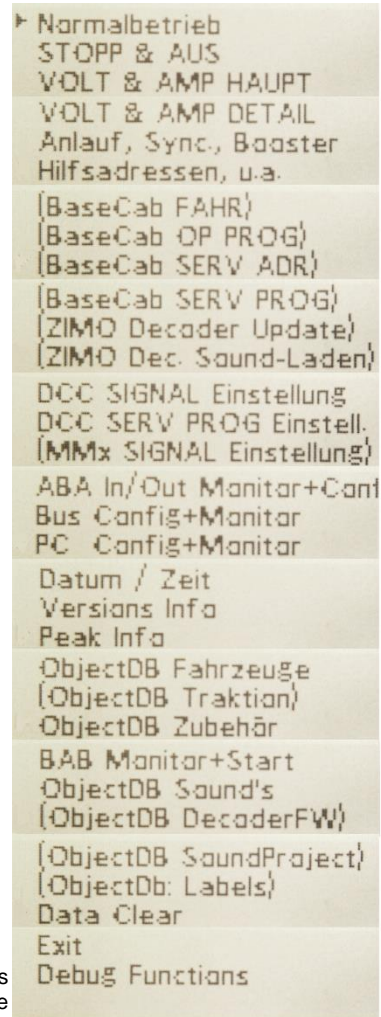 Normalbetrieb
STOPP & AUS
VOLT & AMP HAUPT
VOLT & AMP DETAIL
Anlauf, Sync., Booster
Hilfsadressen, u.a.
(BaseCab FAHR)
(BaseCab OP PROG)
(BaseCab SERV ADR)
(BaseCab SERV PROG)
(ZIMO Decoder Update)
(ZIMO Dec. Sound-Laden)
DCC SIGNAL Einstellung
DCC SERV PROG Einstell.
(MMx SIGNAL Einstellung)
ABA In/Out Monitor+Conf
Bus Config+Monitor
PC Config+Monitor
Datum / Zeit
Versions Info
Peak Info
ObjectDB Fahrzeuge
(ObjectDB Traktion)
ObjectDB Zubehör
BAB Monitor+Start
ObjectDB Sound's
(ObjectDB DecoderFW)
(ObjectDB SoundProject)
(ObjectDb: Labels)
Data Clear
Exit
Debug Functions
s
e